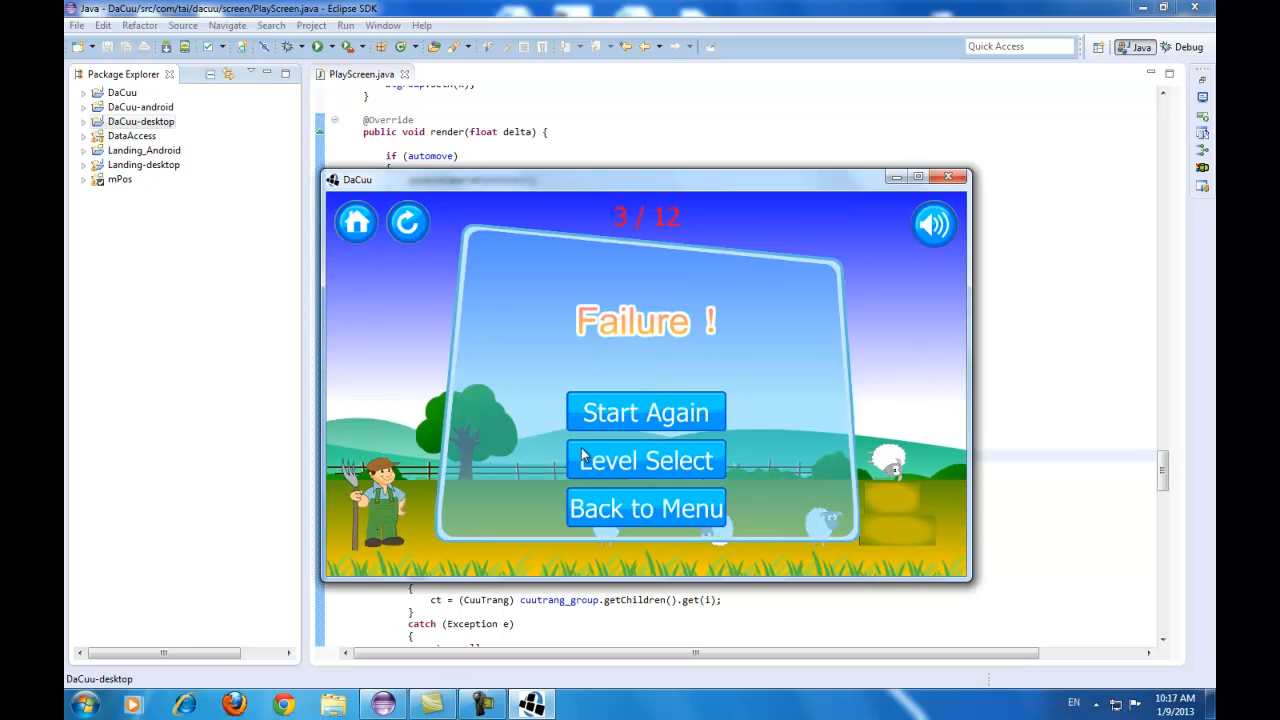 Java - DaCuu/src/com/tai/dacuu/screen/PlayScreen.java - Eclipse SDK
File Edit Refactor Source Navigate Search Project Run Window Help
Quick Access
Java
Debug
Package Explorer
PlayScreen.java
DaCuu
DaCuu-android
DaCuu-desktop
DataAccess
Landing_Android
Landing-desktop
mPos
}
@Override
public void render(float delta) {
if (automove)
DaCuu
3 / 12
Failure !
Start Again
Level Select
Back to Menu
{
ct = (CuuTrang) cuutrang_group.getChildren().get(i);
}
catch (Exception e)
{
DaCuu-desktop
EN
10:17 AM
1/9/2013